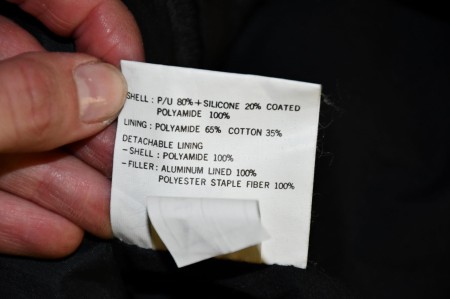 SHELL : P/U 80% + SILICONE 20% COATED
POLYAMIDE 100%
LINING : POLYAMIDE 65% COTTON 35%
DETACHABLE LINING
- SHELL : POLYAMIDE 100%
- FILLER : ALUMINUM LINED 100%
POLYESTER STAPLE FIBER 100%